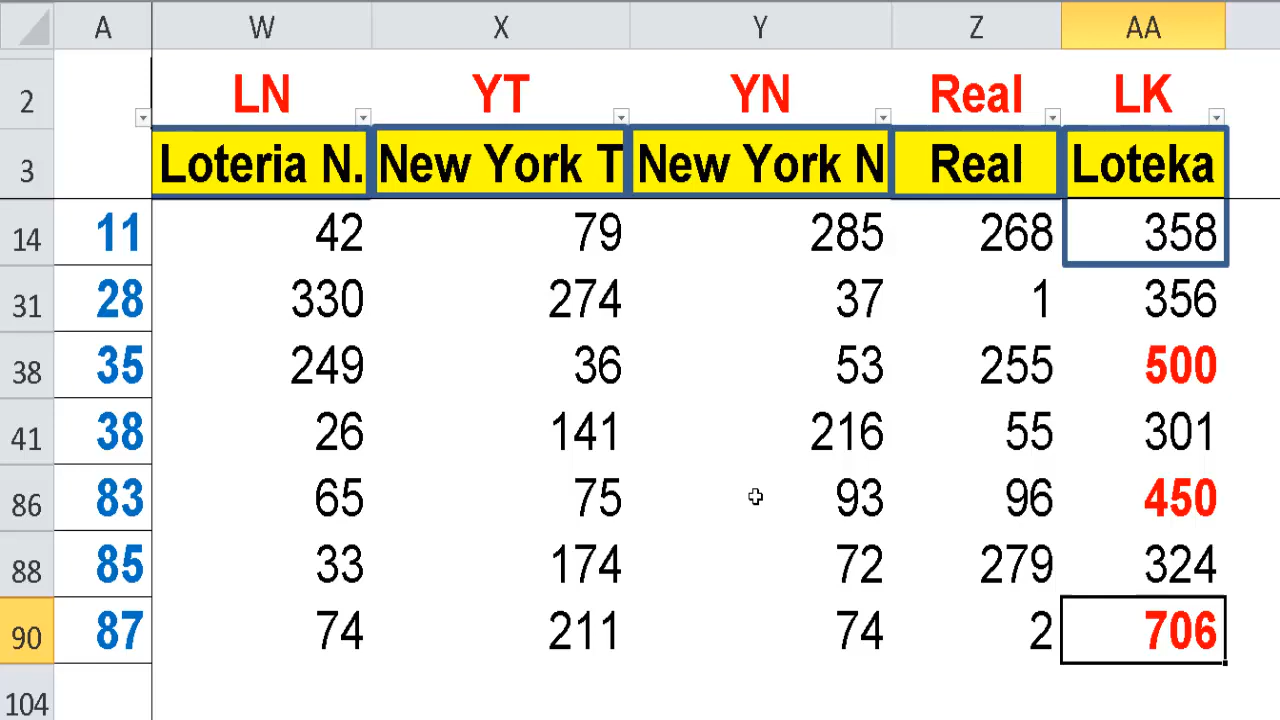 A W X Y Z AA
2 LN YT YN Real LK
3 Loteria N. New York T New York N Real Loteka
14 11 42 79 285 268 358
31 28 330 274 37 1 356
38 35 249 36 53 255 500
41 38 26 141 216 55 301
86 83 65 75 93 96 450
88 85 33 174 72 279 324
90 87 74 211 74 2 706
104